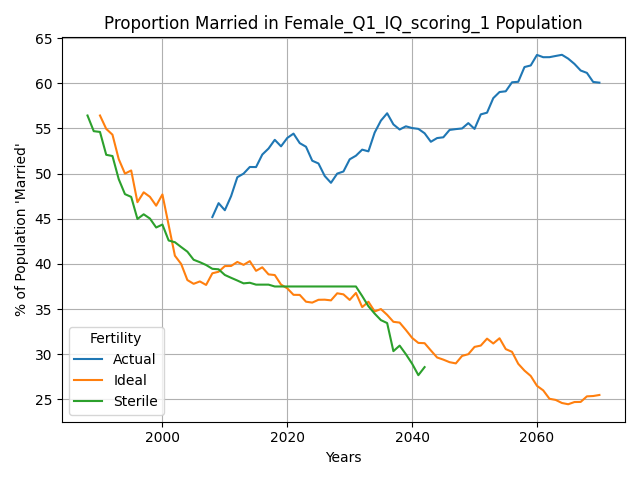 Proportion Married in Female_Q1_IQ_scoring_1 Population
% of Population 'Married'
65
60
55
50
45
40
35
30
25
Fertility
Actual
Ideal
Sterile
2000 2020 2040 2060
Years